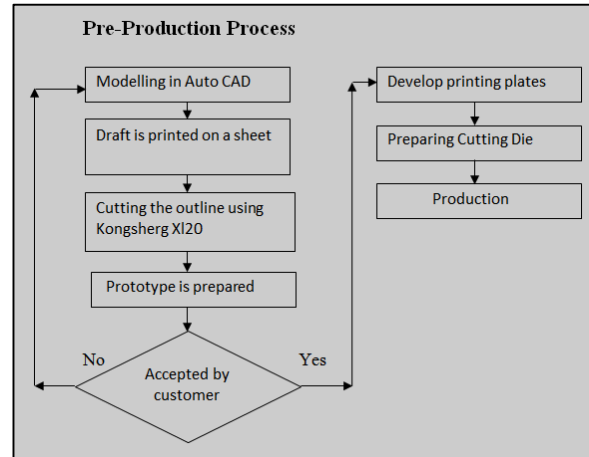 Pre-Production Process
Modelling in Auto CAD
Draft is printed on a sheet
Cutting the outline using
Kongsherg Xl20
Prototype is prepared
No
Yes
Accepted by
customer
Develop printing plates
Preparing Cutting Die
Production